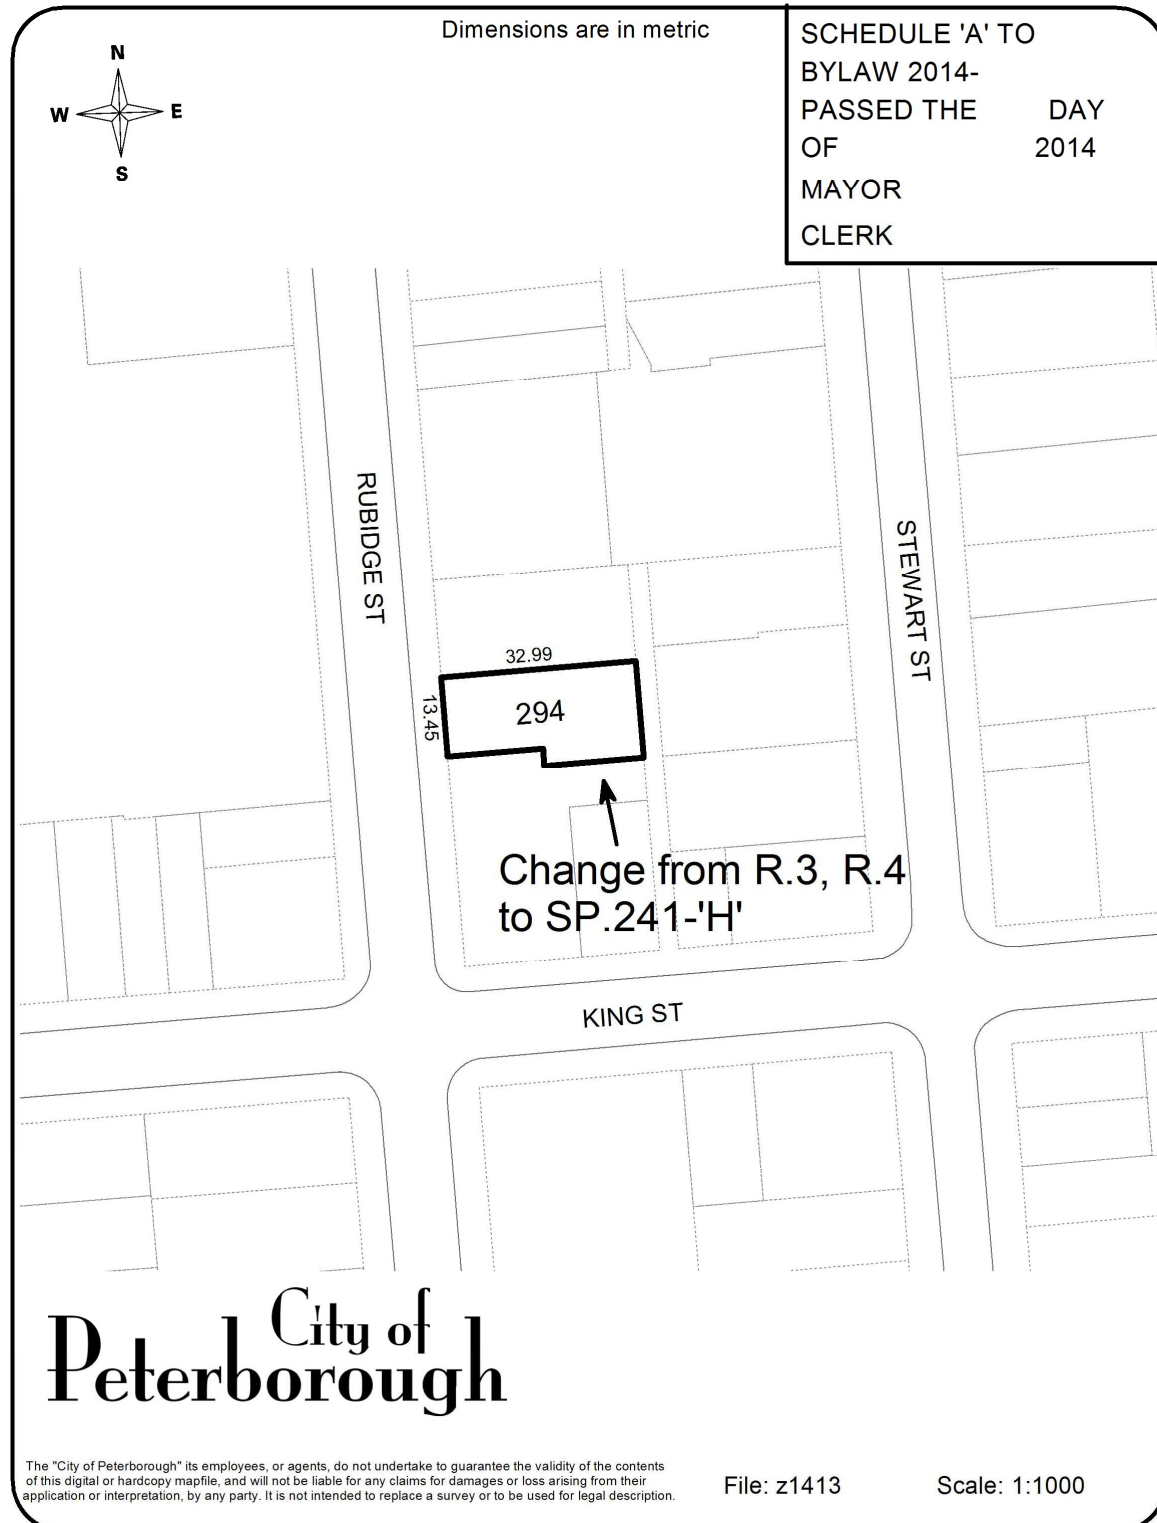 Dimensions are in metric
SCHEDULE 'A' TO
BYLAW 2014-
PASSED THE DAY
OF 2014
MAYOR
CLERK
N
W E
S
RUBIDGE ST
STEWART ST
32.99
13.45
294
Change from R.3, R.4
to SP.241-'H'
KING ST
City of
Peterborough
The "City of Peterborough" its employees, or agents, do not undertake to guarantee the validity of the contents
of this digital or hardcopy mapfile, and will not be liable for any claims for damages or loss arising from their
application or interpretation, by any party. It is not intended to replace a survey or to be used for legal description.
File: z1413 Scale: 1:1000